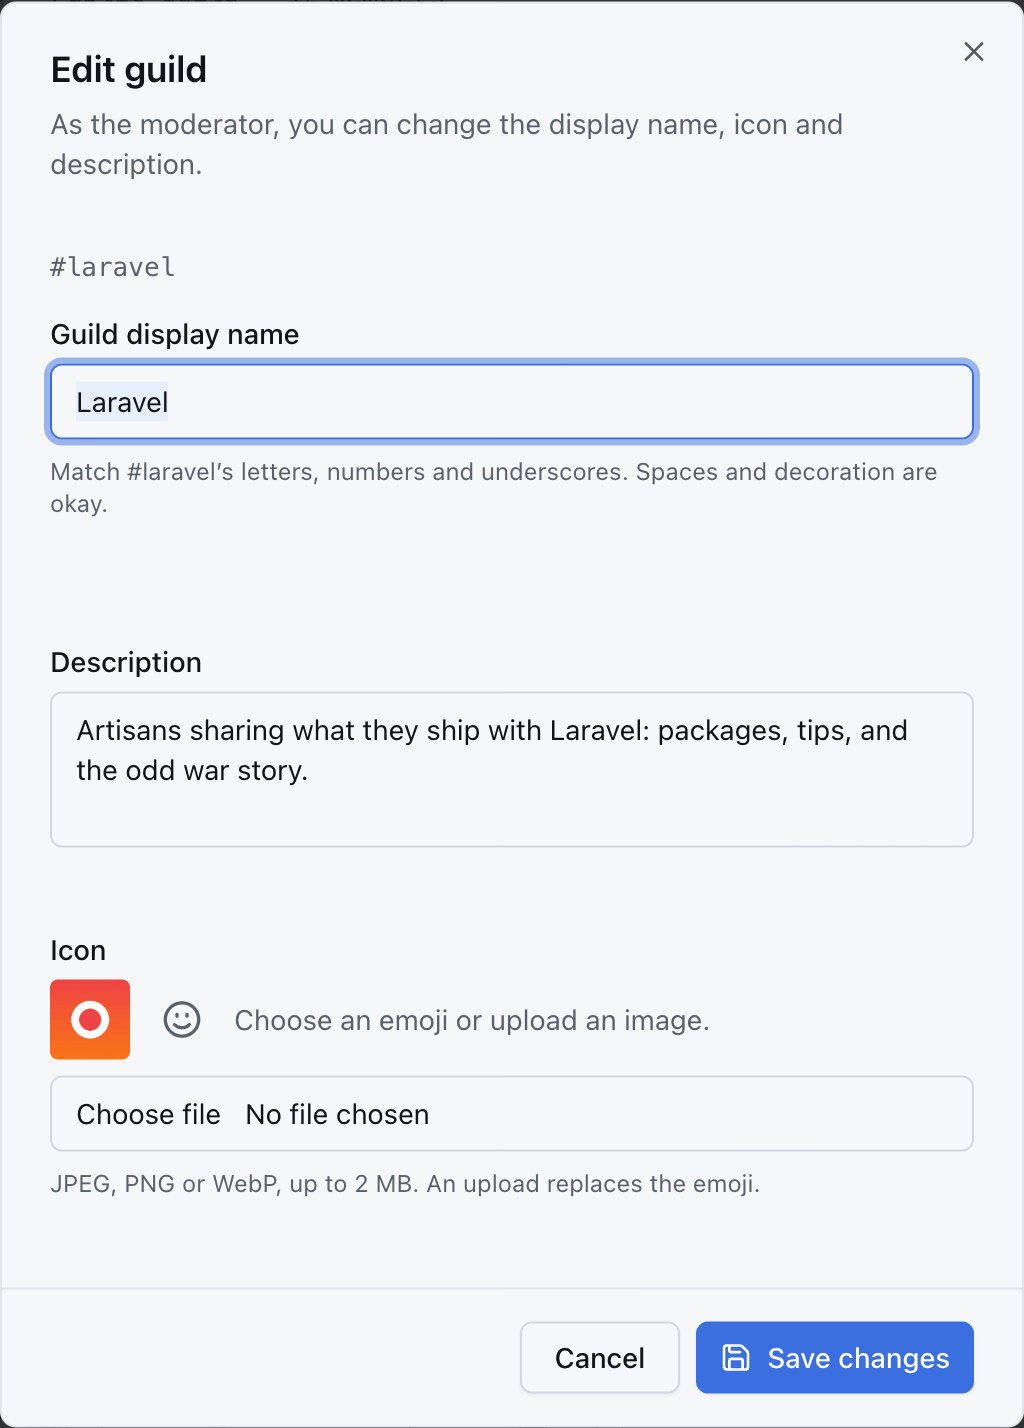 Edit guild
As the moderator, you can change the display name, icon and
description.
#laravel
Guild display name
Laravel
Match #laravel’s letters, numbers and underscores. Spaces and decoration are
okay.
Description
Artisans sharing what they ship with Laravel: packages, tips, and
the odd war story.
Icon
Choose an emoji or upload an image.
Choose file No file chosen
JPEG, PNG or WebP, up to 2 MB. An upload replaces the emoji.
Cancel
Save changes